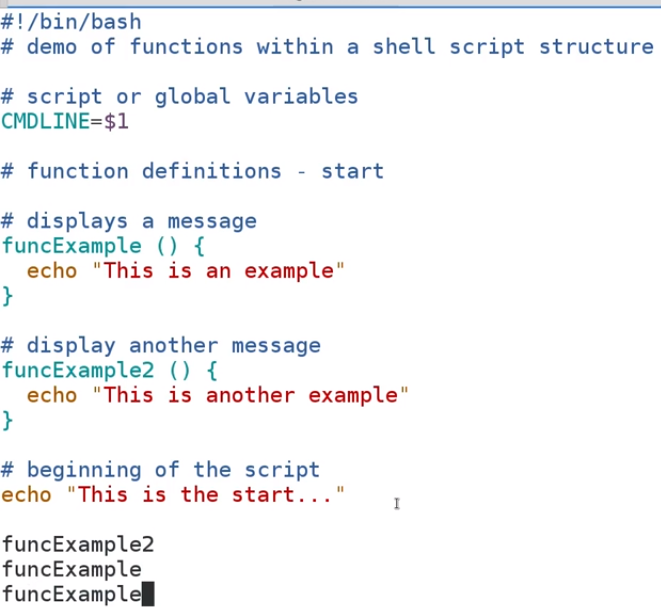 #!/bin/bash
# demo of functions within a shell script structure
# script or global variables
CMDLINE=$1
# function definitions - start
# displays a message
funcExample () {
  echo "This is an example"
}
# display another message
funcExample2 () {
  echo "This is another example"
}
# beginning of the script
echo "This is the start..."
funcExample2
funcExample
funcExample